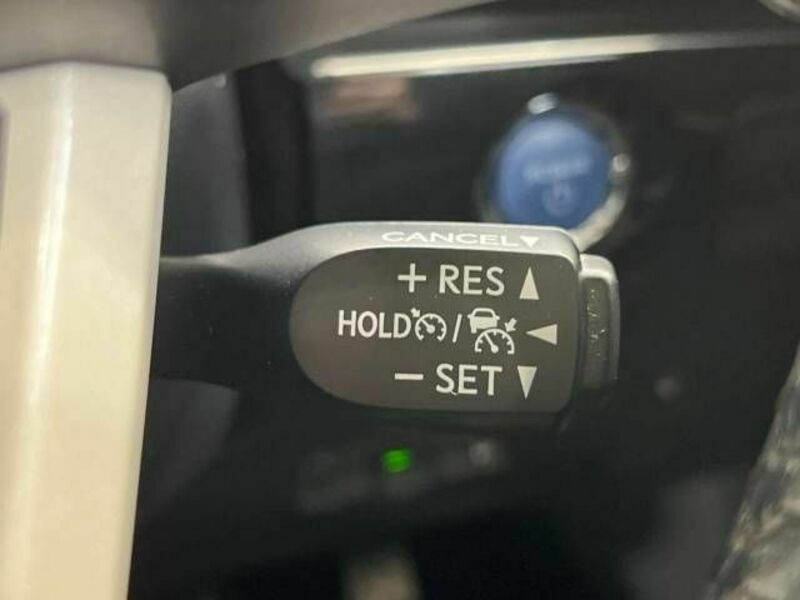 CANCEL▼
+ RES ▲
HOLD / ◀
- SET ▼